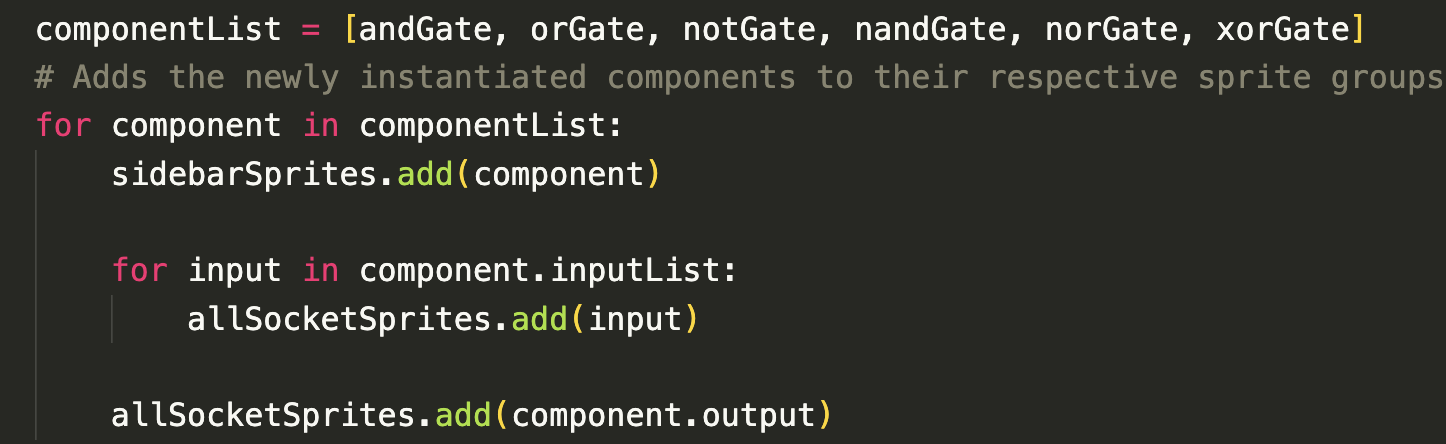 componentList = [andGate, orGate, notGate, nandGate, norGate, xorGate]
# Adds the newly instantiated components to their respective sprite groups
for component in componentList:
    sidebarSprites.add(component)

    for input in component.inputList:
        allSocketSprites.add(input)

    allSocketSprites.add(component.output)